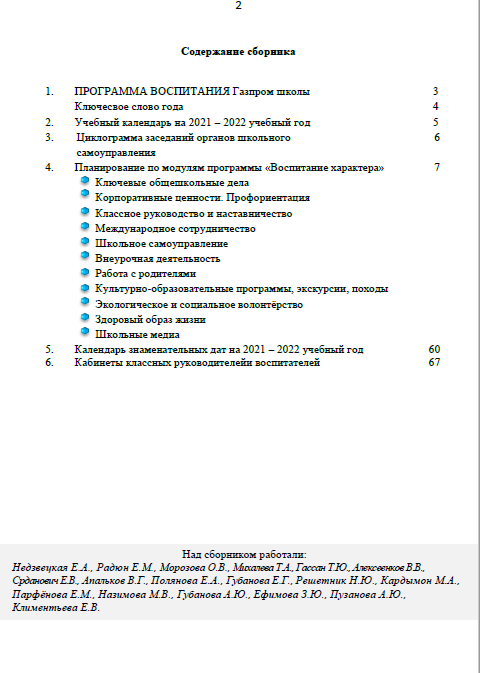 2
Содержание сборника
1. ПРОГРАММА ВОСПИТАНИЯ Газпром школы 3
Ключевое слово года 4
2. Учебный календарь на 2021 – 2022 учебный год 5
3. Циклограмма заседаний органов школьного 6
самоуправления
4. Планирование по модулям программы «Воспитание характера» 7
Ключевые общешкольные дела
Корпоративные ценности. Профориентация
Классное руководство и наставничество
Международное сотрудничество
Школьное самоуправление
Внеурочная деятельность
Работа с родителями
Культурно-образовательные программы, экскурсии, походы
Экологическое и социальное волонтёрство
Здоровый образ жизни
Школьные медиа
5. Календарь знаменательных дат на 2021 – 2022 учебный год 60
6. Кабинеты классных руководителейи воспитателей 67
Над сборником работали:
Недзвецкая Е.А., Радюн Е.М., Морозова О.В., Михалева Т.А., Гассан Т.Ю., Алексеенков В.В.,
Срданович Е.В., Апальков В.Г., Полянова Е.А., Губанова Е.Г., Решетник Н.Ю., Кардымон М.А.,
Парфёнова Е.М., Назимова М.В., Губанова А.Ю., Ефимова З.Ю., Пузанова А.Ю.,
Климентьева Е.В.